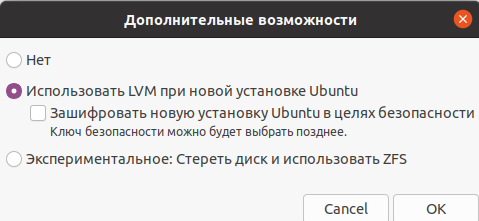 Дополнительные возможности
Нет
Использовать LVM при новой установке Ubuntu
Зашифровать новую установку Ubuntu в целях безопасности
Ключ безопасности можно будет выбрать позднее.
Экспериментальное: Стереть диск и использовать ZFS
Cancel
OK